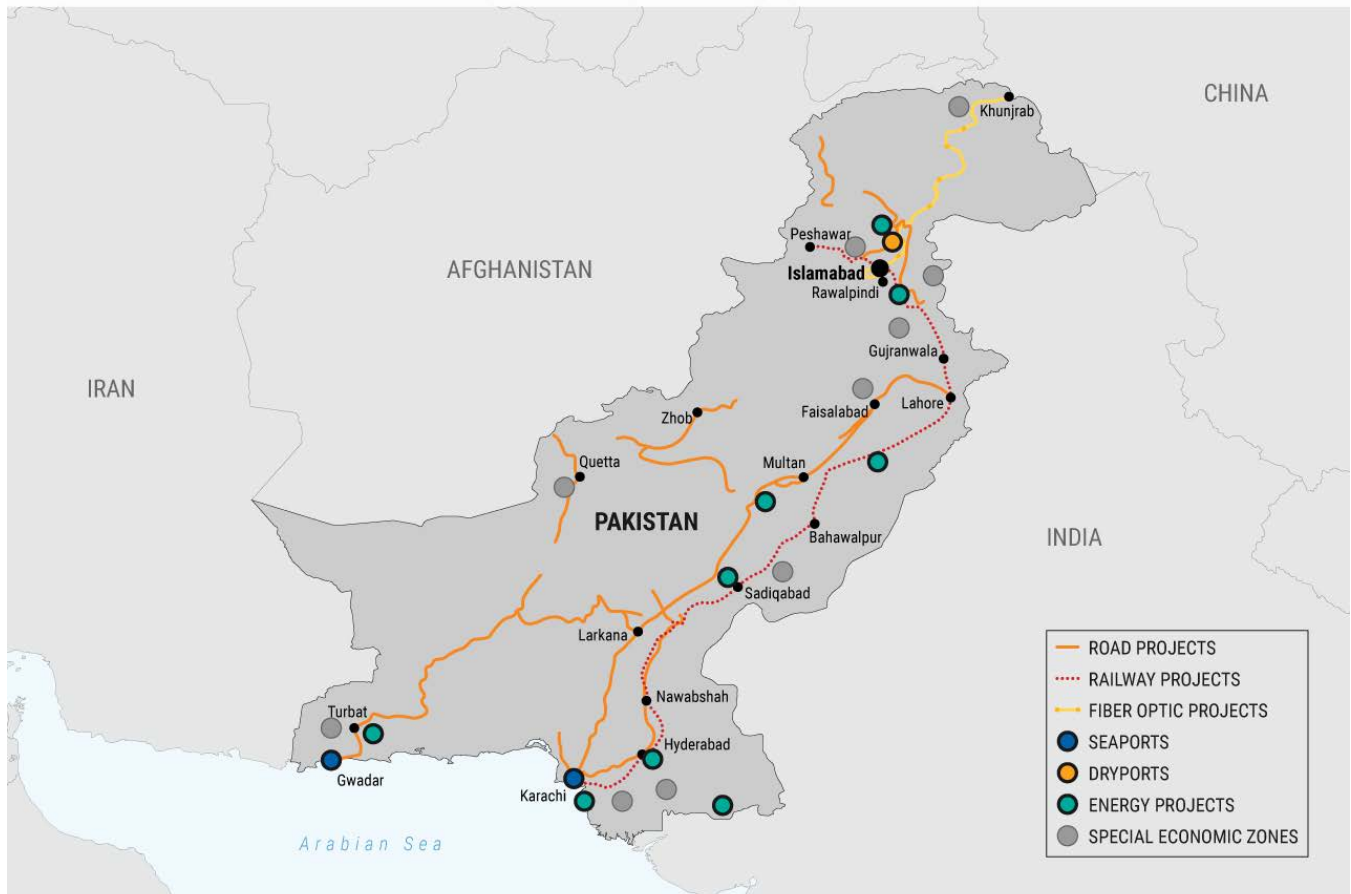 CHINA
Khunjrab
Peshawar
AFGHANISTAN
Islamabad
Rawalpindi
Gujranwala
IRAN
Zhob
Faisalabad
Lahore
Quetta
Multan
PAKISTAN
Bahawalpur
INDIA
Sadiqabad
Larkana
Nawabshah
Turbat
Hyderabad
Gwadar
Karachi
Arabian Sea
ROAD PROJECTS
RAILWAY PROJECTS
FIBER OPTIC PROJECTS
SEAPORTS
DRYPORTS
ENERGY PROJECTS
SPECIAL ECONOMIC ZONES